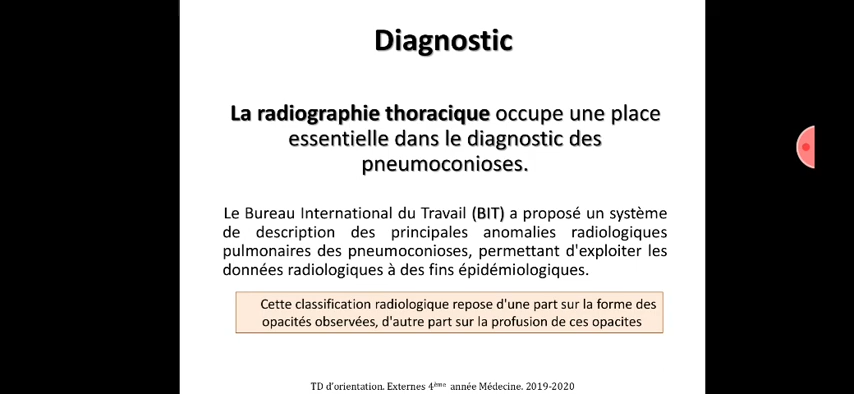 Diagnostic
La radiographie thoracique occupe une place
essentielle dans le diagnostic des
pneumoconioses.
Le Bureau International du Travail (BIT) a proposé un système
de description des principales anomalies radiologiques
pulmonaires des pneumoconioses, permettant d'exploiter les
données radiologiques à des fins épidémiologiques.
Cette classification radiologique repose d'une part sur la forme des
opacités observées, d'autre part sur la profusion de ces opacites
TD d'orientation. Externes 4ème année Médecine. 2019-2020